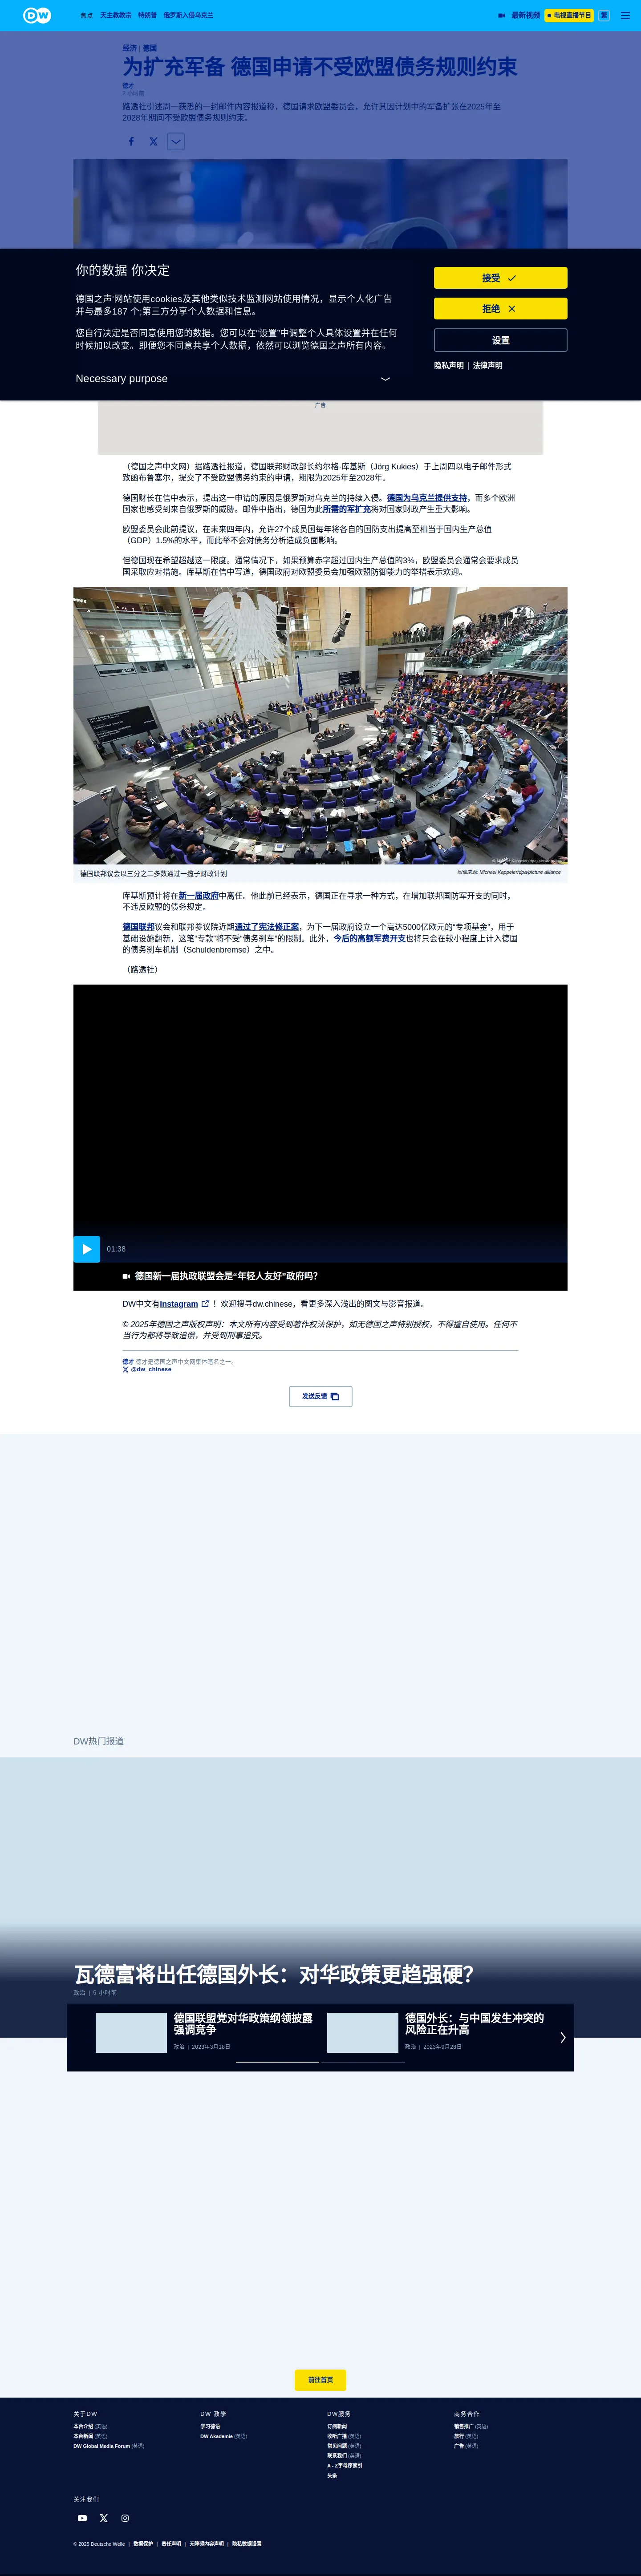 DW
焦点
天主教教宗
特朗普
俄罗斯入侵乌克兰
最新视频
电视直播节目
繁
经济 | 德国
为扩充军备 德国申请不受欧盟债务规则约束
德才
2 小时前
路透社引述周一获悉的一封邮件内容报道称，德国请求欧盟委员会，允许其因计划中的军备扩张在2025年至
2028年期间不受欧盟债务规则约束。
你的数据 你决定
德国之声'网站使用cookies及其他类似技术监测网站使用情况，显示个人化广告
并与最多187 个;第三方分享个人数据和信息。
您自行决定是否同意使用您的数据。您可以在"设置"中调整个人具体设置并在任何
时候加以改变。即便您不同意共享个人数据，依然可以浏览德国之声所有内容。
Necessary purpose
接受
拒绝
设置
隐私声明 | 法律声明
广告
（德国之声中文网）据路透社报道，德国联邦财政部长约尔格·库基斯（Jörg Kukies）于上周四以电子邮件形式
致函布鲁塞尔，提交了不受欧盟债务约束的申请，期限为2025年至2028年。
德国财长在信中表示，提出这一申请的原因是俄罗斯对乌克兰的持续入侵。德国为乌克兰提供支持，而多个欧洲
国家也感受到来自俄罗斯的威胁。邮件中指出，德国为此所需的军扩充将对国家财政产生重大影响。
欧盟委员会此前提议，在未来四年内，允许27个成员国每年将各自的国防支出提高至相当于国内生产总值
（GDP）1.5%的水平，而此举不会对债务分析造成负面影响。
但德国现在希望超越这一限度。通常情况下，如果预算赤字超过国内生产总值的3%，欧盟委员会通常会要求成员
国采取应对措施。库基斯在信中写道，德国政府对欧盟委员会加强欧盟防御能力的举措表示欢迎。
德国联邦议会以三分之二多数通过一揽子财政计划
图像来源: Michael Kappeler/dpa/picture alliance
库基斯预计将在新一届政府中离任。他此前已经表示，德国正在寻求一种方式，在增加联邦国防军开支的同时，
不违反欧盟的债务规定。
德国联邦议会和联邦参议院近期通过了宪法修正案，为下一届政府设立一个高达5000亿欧元的“专项基金”，用于
基础设施翻新，这笔“专款”将不受“债务刹车”的限制。此外，今后的高额军费开支也将只会在较小程度上计入德国
的债务刹车机制（Schuldenbremse）之中。
（路透社）
01:38
德国新一届执政联盟会是“年轻人友好”政府吗？
DW中文有Instagram ！欢迎搜寻dw.chinese，看更多深入浅出的图文与影音报道。
© 2025年德国之声版权声明：本文所有内容受到著作权法保护，如无德国之声特别授权，不得擅自使用。任何不
当行为都将导致追偿，并受到刑事追究。
德才 德才是德国之声中文网集体笔名之一。
@dw_chinese
发送反馈
DW热门报道
瓦德富将出任德国外长：对华政策更趋强硬？
政治 | 5 小时前
德国联盟党对华政策纲领披露
强调竞争
政治 | 2023年3月18日
德国外长：与中国发生冲突的
风险正在升高
政治 | 2023年9月28日
前往首页
关于DW
本台介绍 (英语)
本台新闻 (英语)
DW Global Media Forum (英语)
DW 教学
学习德语
DW Akademie (英语)
DW服务
订阅新闻
收听广播 (英语)
常见问题 (英语)
联系我们 (英语)
A - Z字母序索引
头条
商务合作
销售推广 (英语)
旅行 (英语)
广告 (英语)
关注我们
© 2025 Deutsche Welle | 数据保护 | 责任声明 | 无障碍内容声明 | 隐私数据设置